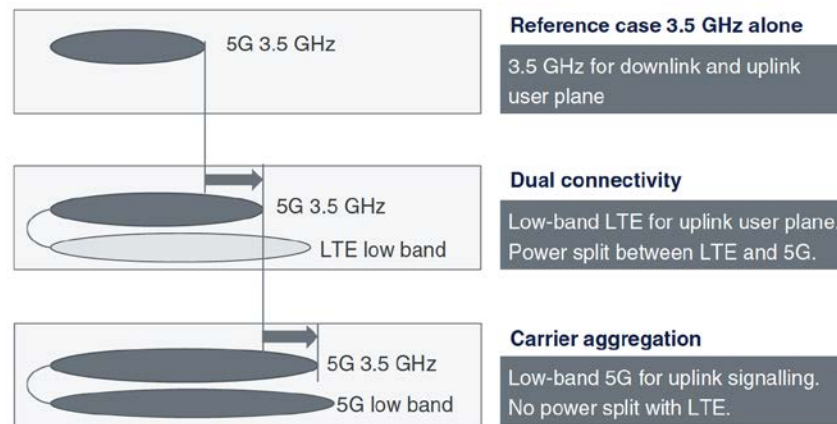 5G 3.5 GHz
Reference case 3.5 GHz alone
3.5 GHz for downlink and uplink
user plane
5G 3.5 GHz
LTE low band
Dual connectivity
Low-band LTE for uplink user plane.
Power split between LTE and 5G.
5G 3.5 GHz
5G low band
Carrier aggregation
Low-band 5G for uplink signalling.
No power split with LTE.